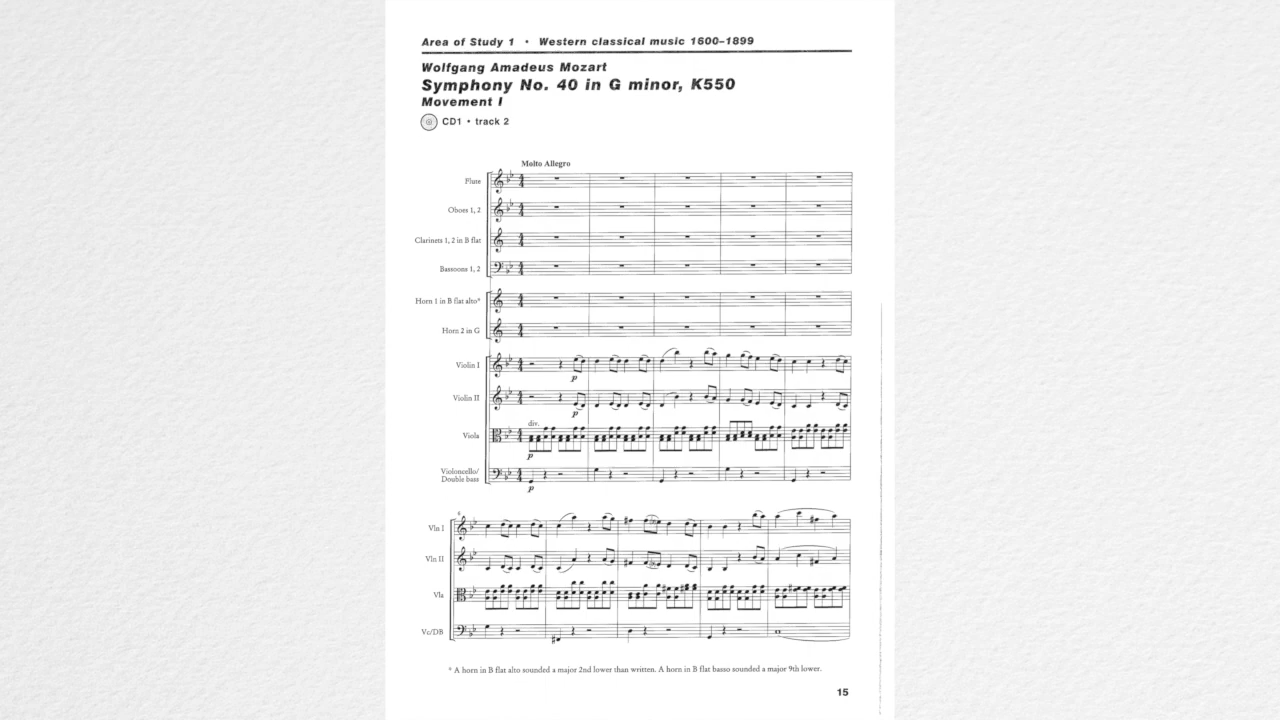 Area of Study 1 • Western classical music 1600–1899
Wolfgang Amadeus Mozart
Symphony No. 40 in G minor, K550
Movement I
CD1 • track 2
Molto Allegro
Flute
Oboes 1, 2
Clarinets 1, 2 in B flat
Bassoons 1, 2
Horn 1 in B flat alto*
Horn 2 in G
Violin I
p
Violin II
p
div.
Viola
p
Violoncello/
Double bass
p
6
Vln I
Vln II
Vla
Vc/DB
* A horn in B flat alto sounded a major 2nd lower than written. A horn in B flat basso sounded a major 9th lower.
15